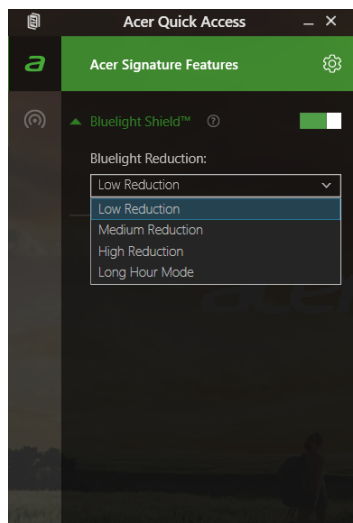 Acer Quick Access
a
Acer Signature Features
Bluelight Shield™ ?
Bluelight Reduction:
Low Reduction
Low Reduction
Medium Reduction
High Reduction
Long Hour Mode
acer